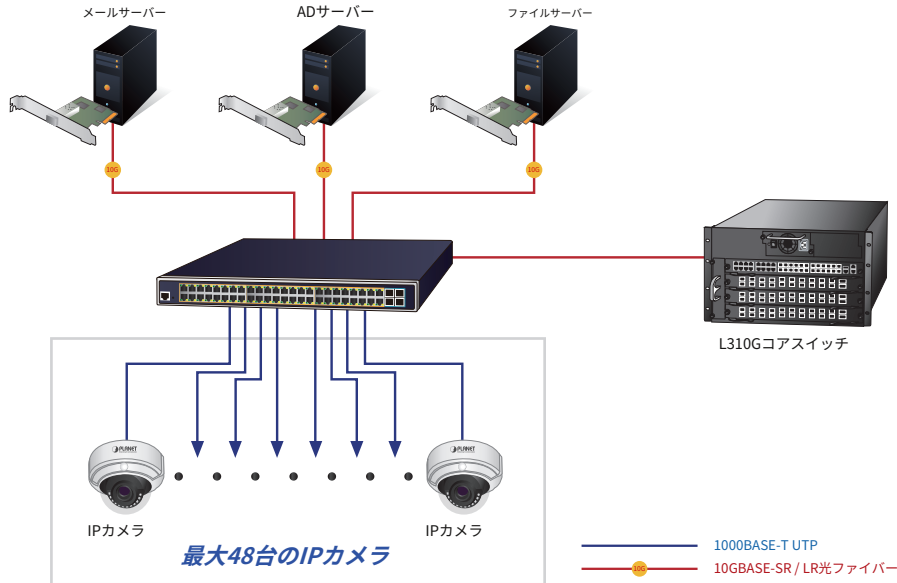 メールサーバー
ADサーバー
ファイルサーバー
10G
10G
10G
L310Gコアスイッチ
PLANET
PLANET
IPカメラ
IPカメラ
最大48台のIPカメラ
1000BASE-T UTP
10G
10GBASE-SR / LR光ファイバー